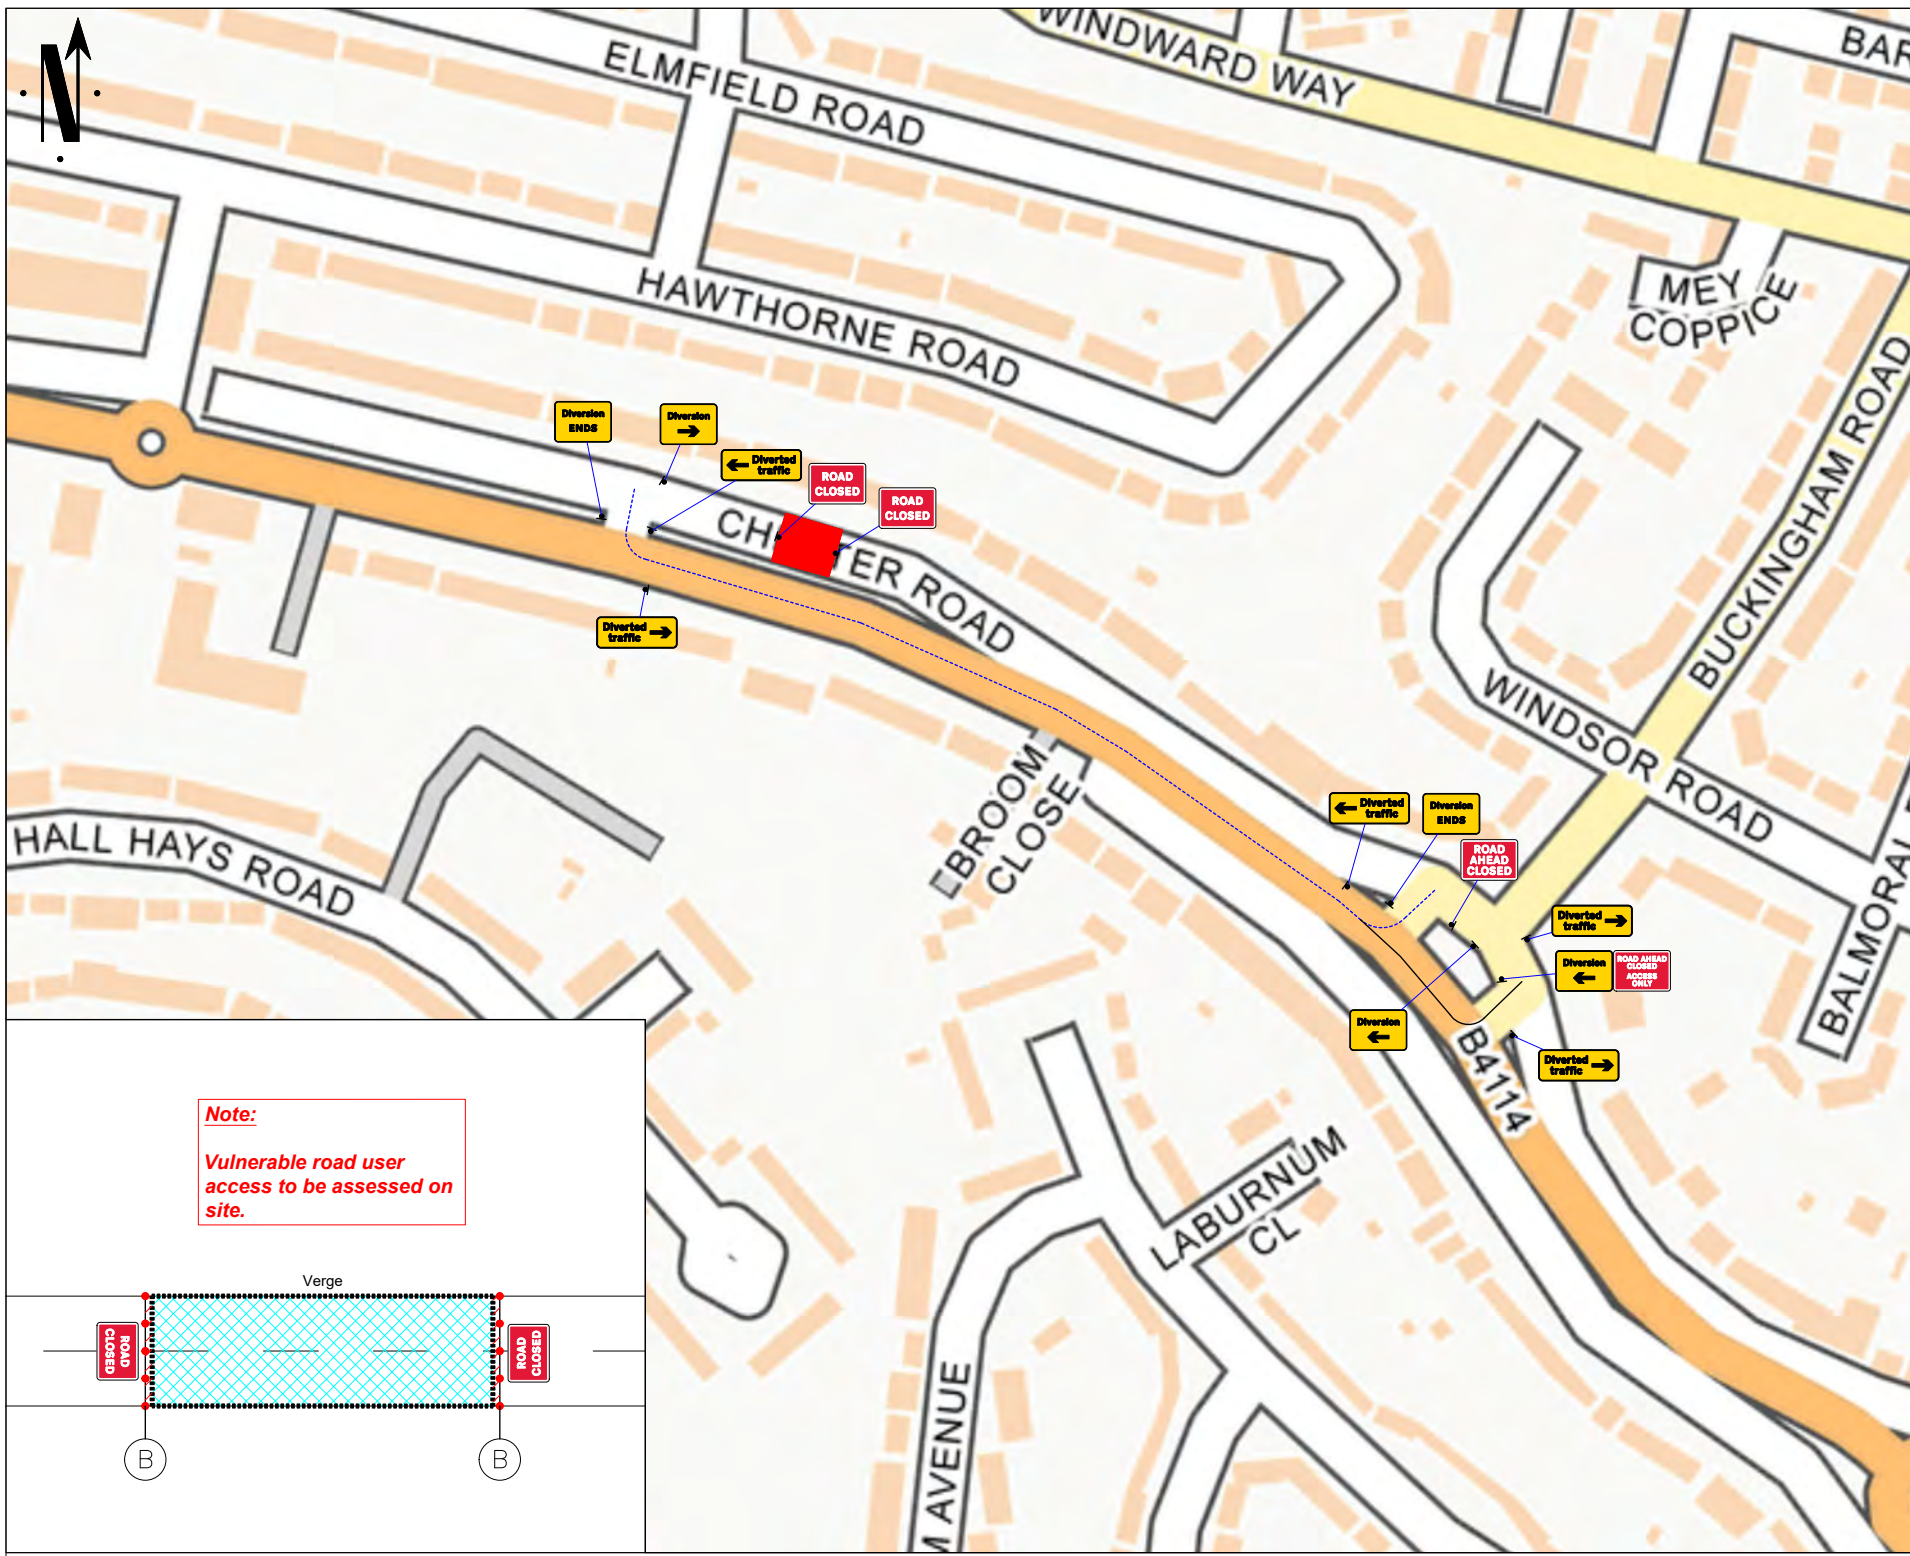 N
WINDWARD WAY
BAR
ELMFIELD ROAD
HAWTHORNE ROAD
MEY
COPPICE
BUCKINGHAM ROAD
Diversion
ENDS
Diversion
Diverted
traffic
ROAD
CLOSED
ROAD
CLOSED
CH TER ROAD
Diverted
traffic
WINDSOR ROAD
BROOM
CLOSE
HALL HAYS ROAD
Diverted
traffic
Diversion
ENDS
ROAD
AHEAD
CLOSED
BALMORAL
Diverted
traffic
Diversion
ROAD AHEAD
CLOSED
ACCESS
ONLY
Diversion
Diverted
traffic
B4114
LABURNUM
CL
M AVENUE
Note:
Vulnerable road user
access to be assessed on
site.
Verge
ROAD
CLOSED
ROAD
CLOSED
B
B